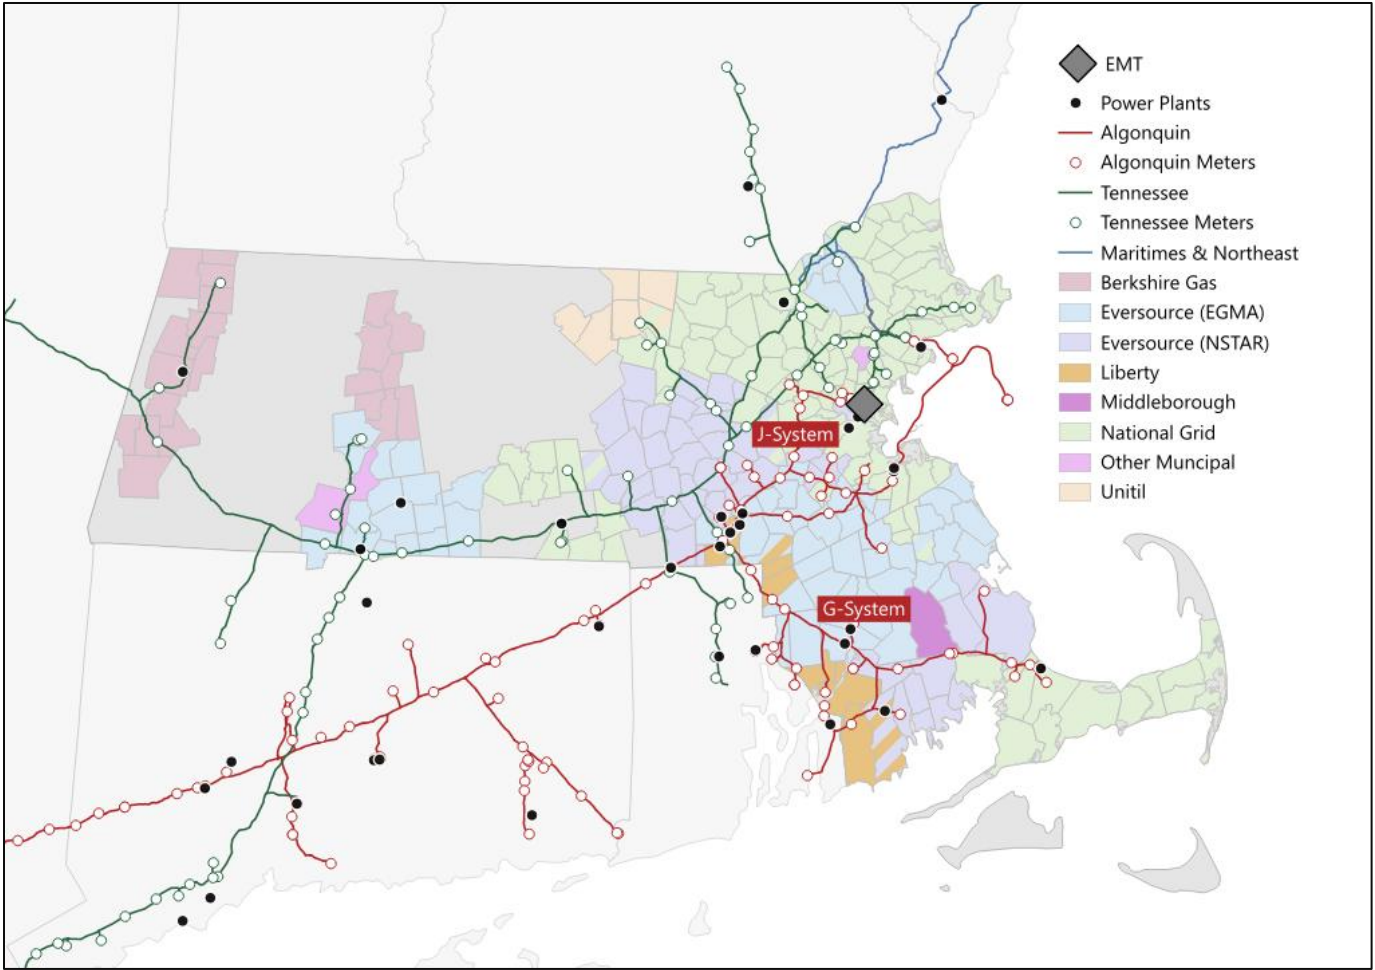 EMT
Power Plants
Algonquin
Algonquin Meters
Tennessee
Tennessee Meters
Maritimes & Northeast
Berkshire Gas
Eversource (EGMA)
Eversource (NSTAR)
Liberty
Middleborough
National Grid
Other Muncipal
Unitil
J-System
G-System